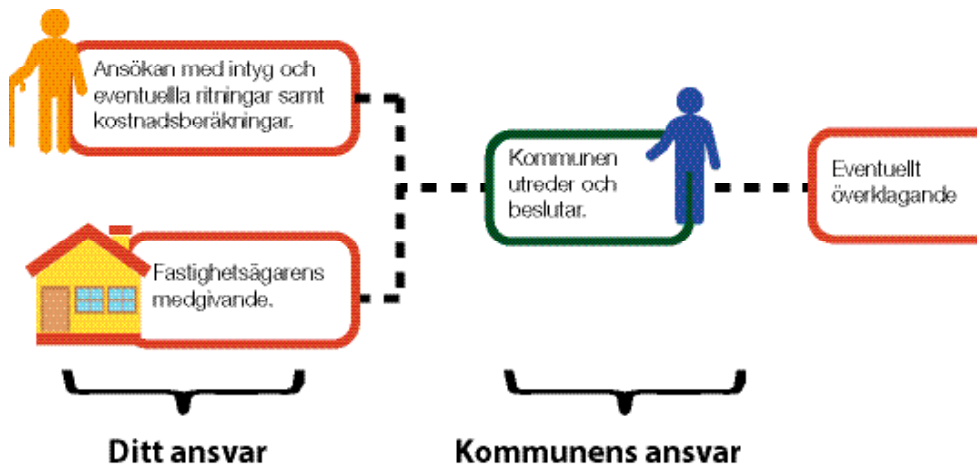 Ansökan med intyg och
eventuella ritningar samt
kostnadsberäkningar.
Kommunen
utreder och
beslutar.
Eventuellt
överklagande
Fastighetsägarens
medgivande.
Ditt ansvar
Kommunens ansvar